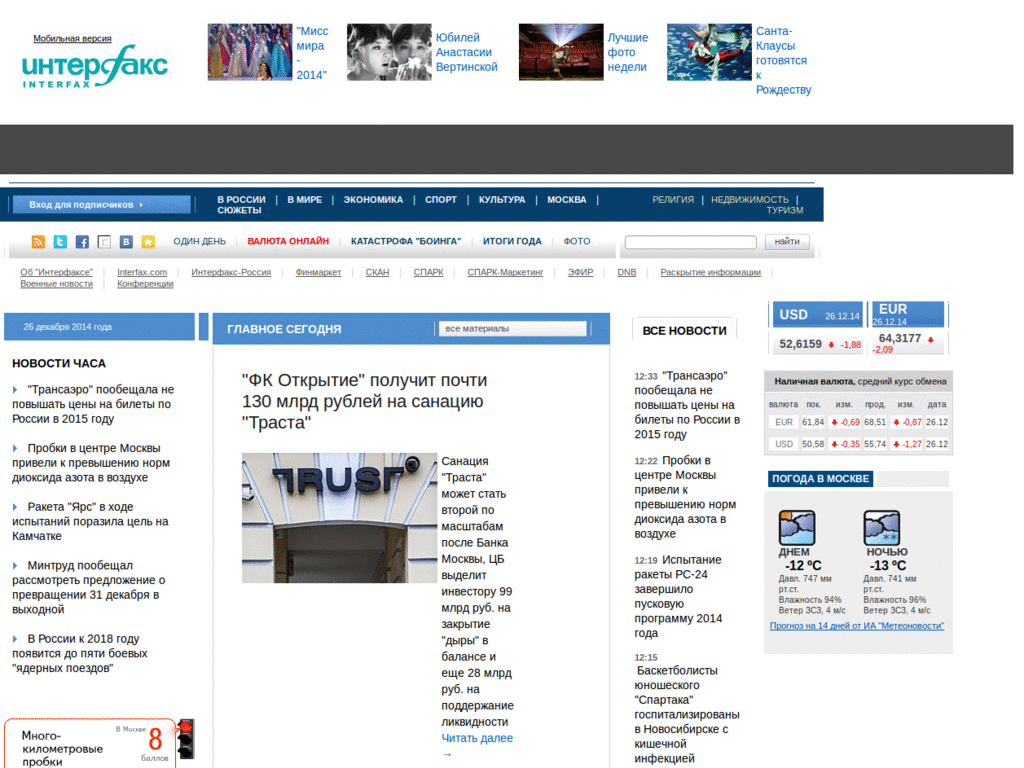 Мобильная версия
интерфакс
INTERFAX
"Мисс
мира
-
2014"
Юбилей
Анастасии
Вертинской
Лучшие
фото
недели
Санта-
Клаусы
готовятся
к
Рождеству
Вход для подписчиков
В РОССИИ | В МИРЕ | ЭКОНОМИКА | СПОРТ | КУЛЬТУРА | МОСКВА |
СЮЖЕТЫ
РЕЛИГИЯ | НЕДВИЖИМОСТЬ |
ТУРИЗМ
ОДИН ДЕНЬ | ВАЛЮТА ОНЛАЙН | КАТАСТРОФА "БОИНГА" | ИТОГИ ГОДА | ФОТО
найти
Об "Интерфаксе" | Interfax.com | Интерфакс-Россия | Финмаркет | СКАН | СПАРК | СПАРК-Маркетинг | ЭФИР | DNB | Раскрытие информации |
Военные новости | Конференции
26 декабря 2014 года
НОВОСТИ ЧАСА
"Трансаэро" пообещала не
повышать цены на билеты по
России в 2015 году
Пробки в центре Москвы
привели к превышению норм
диоксида азота в воздухе
Ракета "Ярс" в ходе
испытаний поразила цель на
Камчатке
Минтруд пообещал
рассмотреть предложение о
превращении 31 декабря в
выходной
В России к 2018 году
появится до пяти боевых
"ядерных поездов"
Много-
километровые
пробки
В Москве
8
баллов
ГЛАВНОЕ СЕГОДНЯ
все материалы
"ФК Открытие" получит почти
130 млрд рублей на санацию
"Траста"
TRUST
Санация
"Траста"
может стать
второй по
масштабам
после Банка
Москвы, ЦБ
выделит
инвестору 99
млрд руб. на
закрытие
"дыры" в
балансе и
еще 28 млрд
руб. на
поддержание
ликвидности
Читать далее
→
ВСЕ НОВОСТИ
12:33 "Трансаэро"
пообещала не
повышать цены на
билеты по России в
2015 году
12:22 Пробки в
центре Москвы
привели к
превышению норм
диоксида азота в
воздухе
12:19 Испытание
ракеты РС-24
завершило
пусковую
программу 2014
года
12:15
Баскетболисты
юношеского
"Спартака"
госпитализированы
в Новосибирске с
кишечной
инфекцией
USD 26.12.14
52,6159 -1,88
EUR
26.12.14
64,3177
-2,09
Наличная валюта, средний курс обмена
валюта пок. изм. прод. изм. дата
EUR 61,84 -0,69 68,51 -0,87 26.12
USD 50,58 -0,35 55,74 -1,27 26.12
ПОГОДА В МОСКВЕ
ДНЕМ
-12 ºC
Давл. 747 мм
рт.ст.
Влажность 94%
Ветер ЗСЗ, 4 м/с
НОЧЬЮ
-13 ºC
Давл. 741 мм
рт.ст.
Влажность 96%
Ветер ЗСЗ, 4 м/с
Прогноз на 14 дней от ИА "Метеоновости"